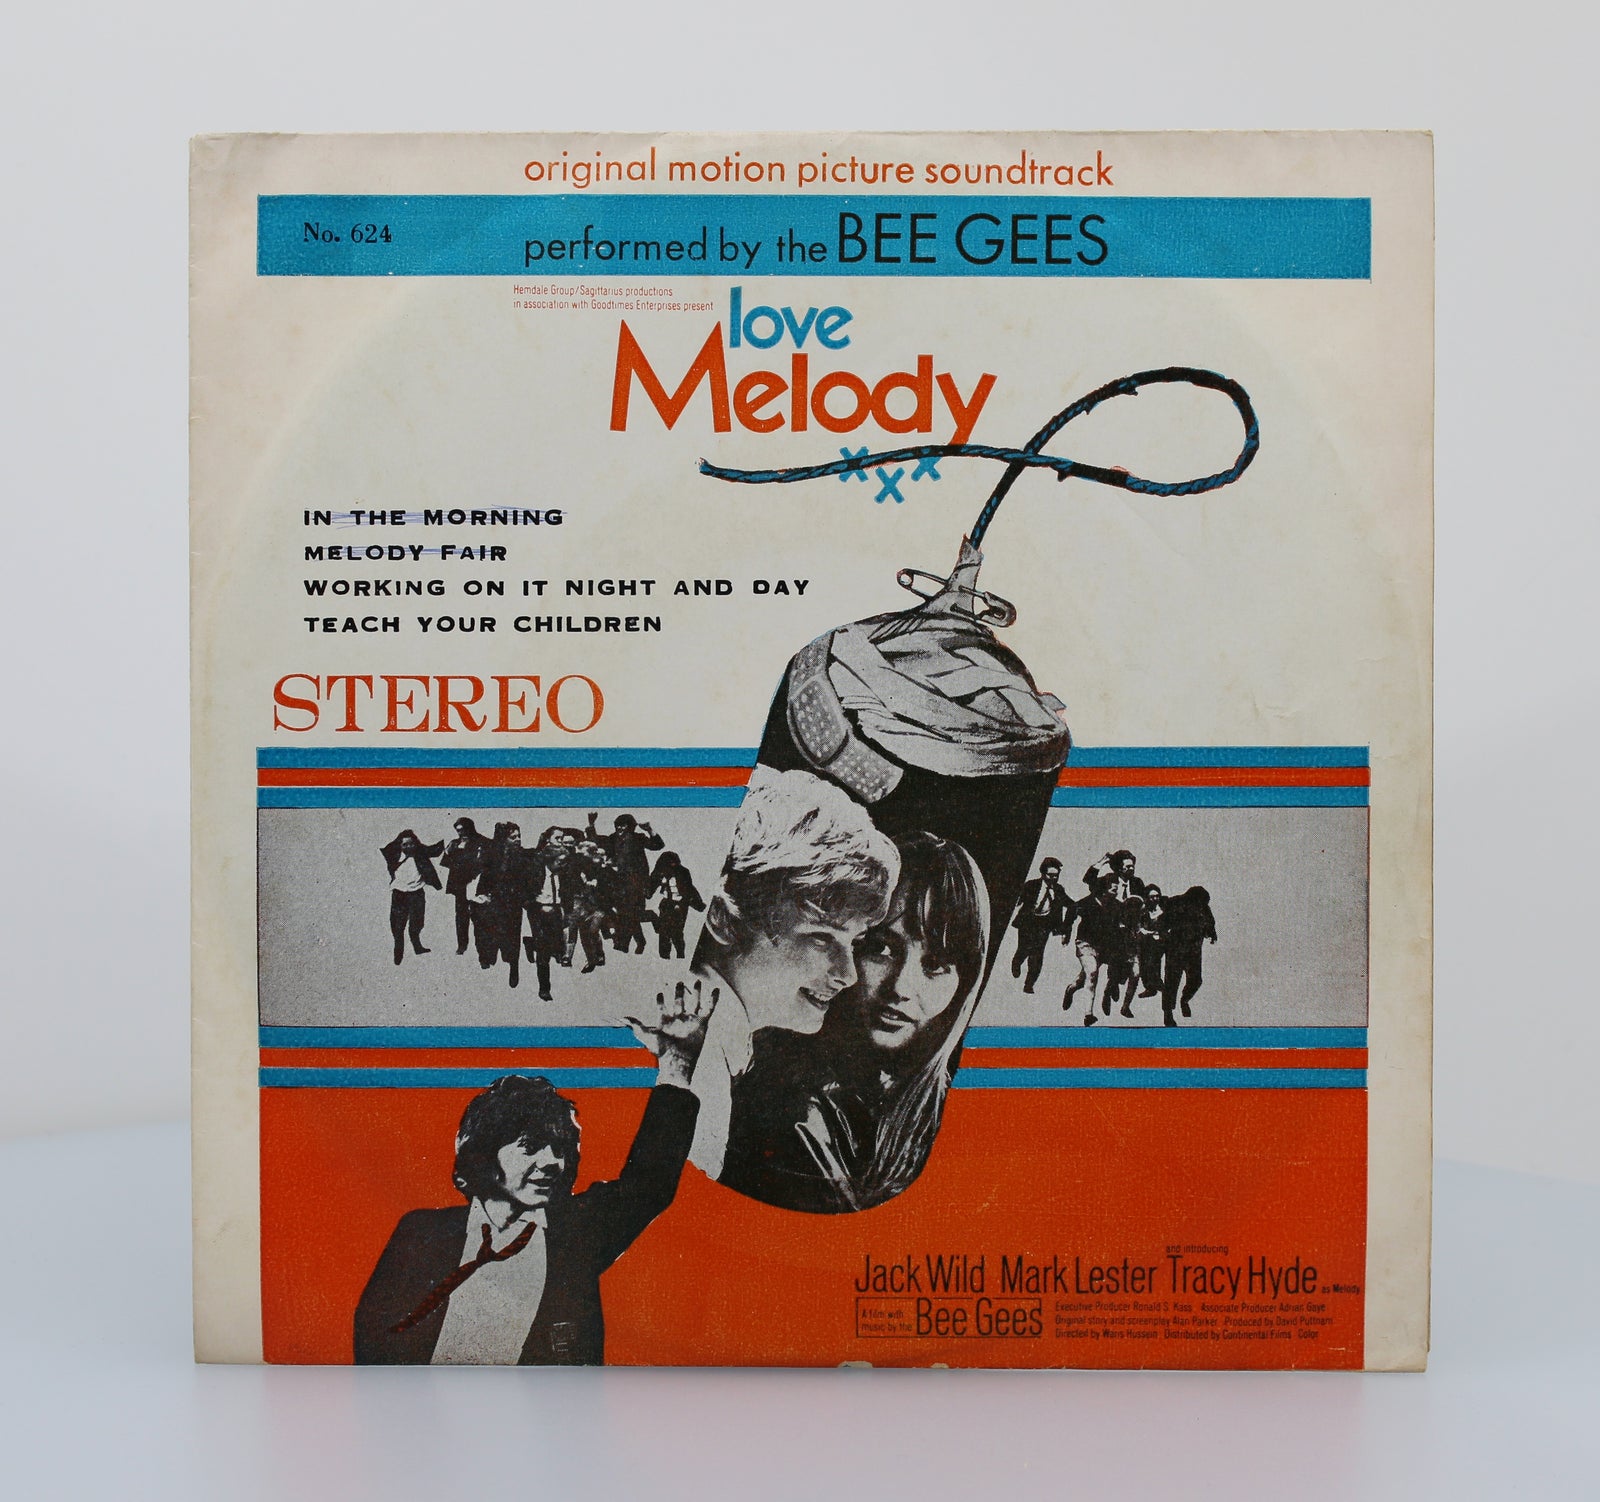 original motion picture soundtrack
No. 624
performed by the BEE GEES
Hemdale Group/Sagittarius productions
in association with Goodtimes Enterprises present
love
Melody
xxx
IN THE MORNING
MELODY FAIR
WORKING ON IT NIGHT AND DAY
TEACH YOUR CHILDREN
STEREO
and introducing
Jack Wild Mark Lester Tracy Hyde as Melody
A film with
music by the Bee Gees
Executive Producer Ronald S. Kass Associate Producer Adrian Gaye
Original story and screenplay Alan Parker Produced by David Puttnam
Directed by Waris Hussein Distributed by Continental Films Color